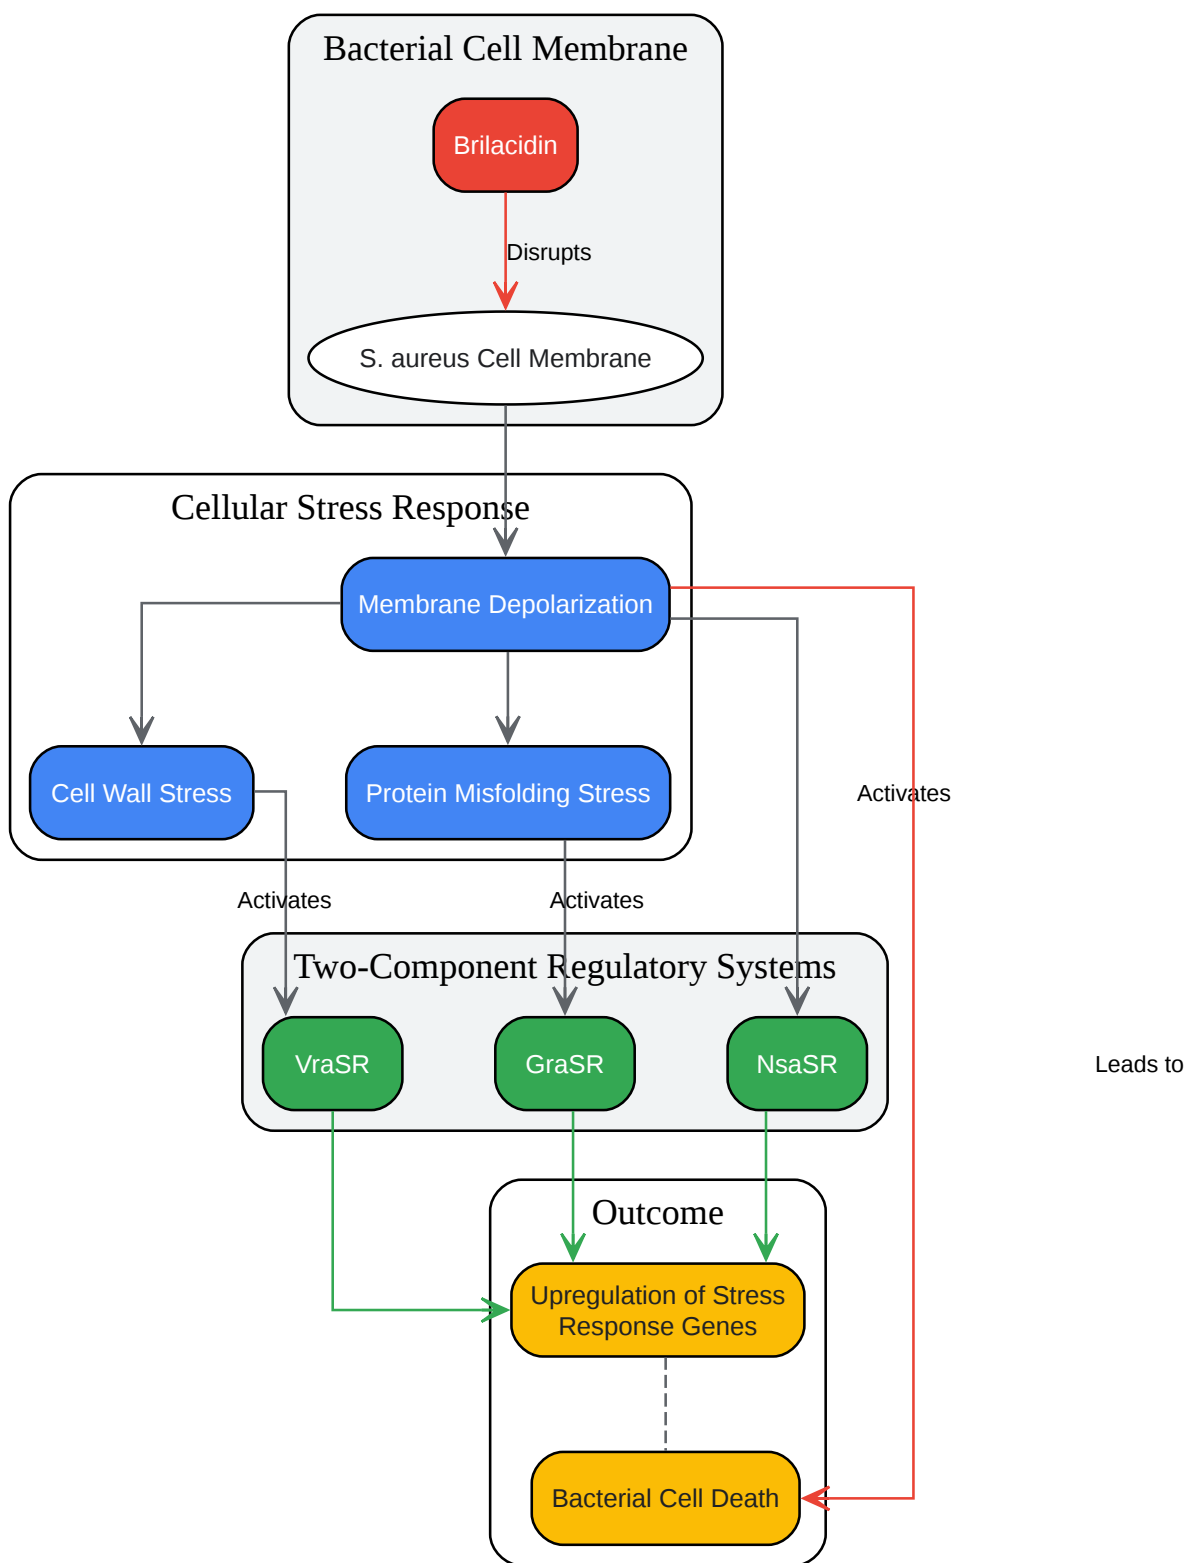 Bacterial Cell Membrane
Brilacidin
Disrupts
S. aureus Cell Membrane
Cellular Stress Response
Membrane Depolarization
Cell Wall Stress
Protein Misfolding Stress
Activates
Activates
Activates
Two-Component Regulatory Systems
VraSR
GraSR
NsaSR
Leads to
Outcome
Upregulation of Stress
Response Genes
Bacterial Cell Death